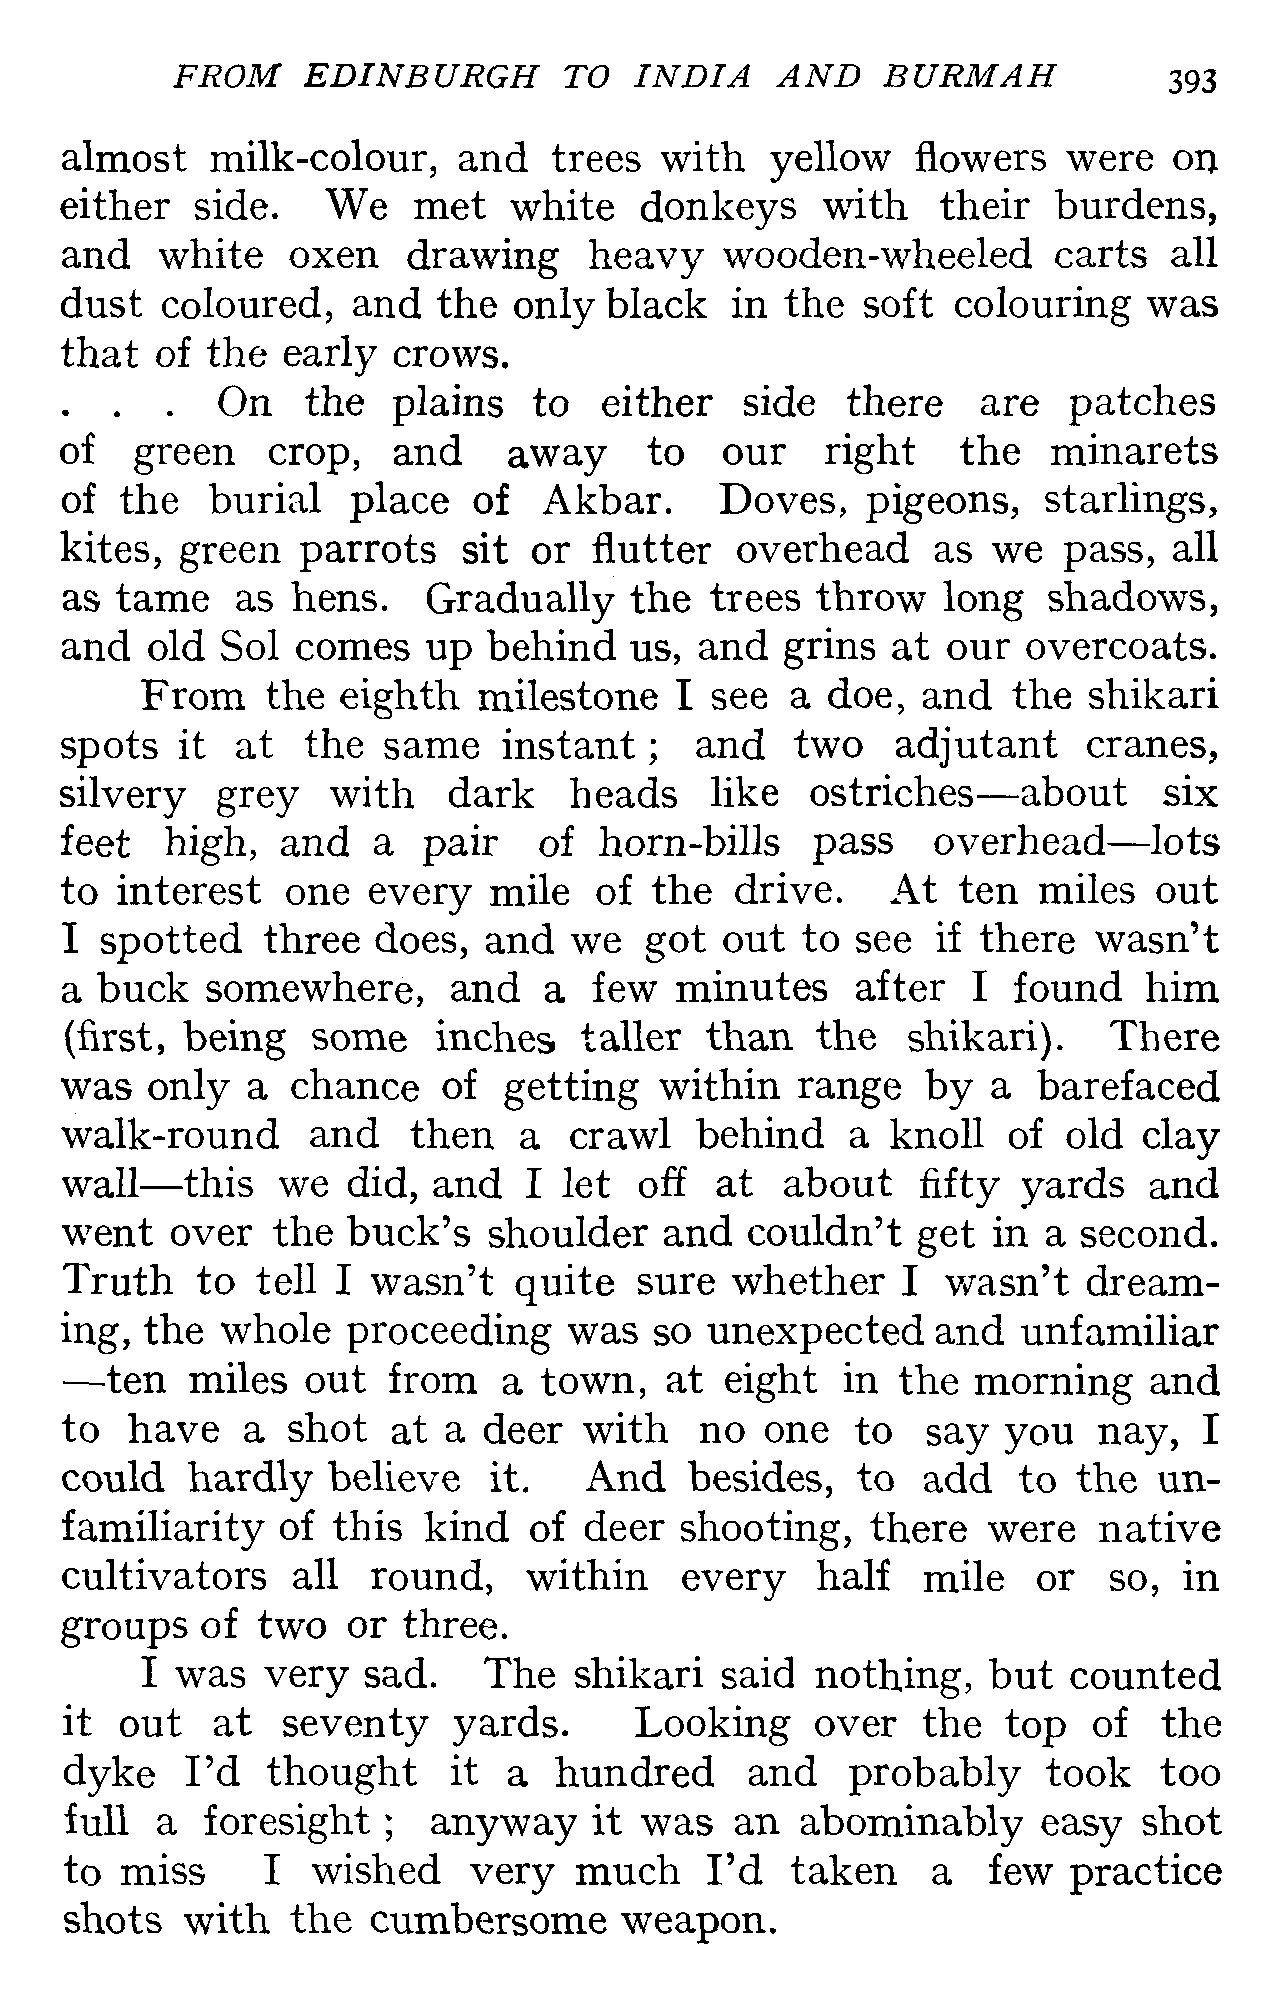 FROM EDINBURGH TO INDIA AND BURMAH 393
almost milk-colour, and trees with yellow flowers were on
either side. We met white donkeys with their burdens,
and white oxen drawing heavy wooden-wheeled carts all
dust coloured, and the only black in the soft colouring was
that of the early crows.
. . . On the plains to either side there are patches
of green crop, and away to our right the minarets
of the burial place of Akbar. Doves, pigeons, starlings,
kites, green parrots sit or flutter overhead as we pass, all
as tame as hens. Gradually the trees throw long shadows,
and old Sol comes up behind us, and grins at our overcoats.
From the eighth milestone I see a doe, and the shikari
spots it at the same instant ; and two adjutant cranes,
silvery grey with dark heads like ostriches—about six
feet high, and a pair of horn-bills pass overhead—lots
to interest one every mile of the drive. At ten miles out
I spotted three does, and we got out to see if there wasn't
a buck somewhere, and a few minutes after I found him
(first, being some inches taller than the shikari). There
was only a chance of getting within range by a barefaced
walk-round and then a crawl behind a knoll of old clay
wall—this we did, and I let off at about fifty yards and
went over the buck's shoulder and couldn't get in a second.
Truth to tell I wasn't quite sure whether I wasn't dream-
ing, the whole proceeding was so unexpected and unfamiliar
—ten miles out from a town, at eight in the morning and
to have a shot at a deer with no one to say you nay, I
could hardly believe it. And besides, to add to the un-
familiarity of this kind of deer shooting, there were native
cultivators all round, within every half mile or so, in
groups of two or three.
I was very sad. The shikari said nothing, but counted
it out at seventy yards. Looking over the top of the
dyke I'd thought it a hundred and probably took too
full a foresight ; anyway it was an abominably easy shot
to miss I wished very much I'd taken a few practice
shots with the cumbersome weapon.